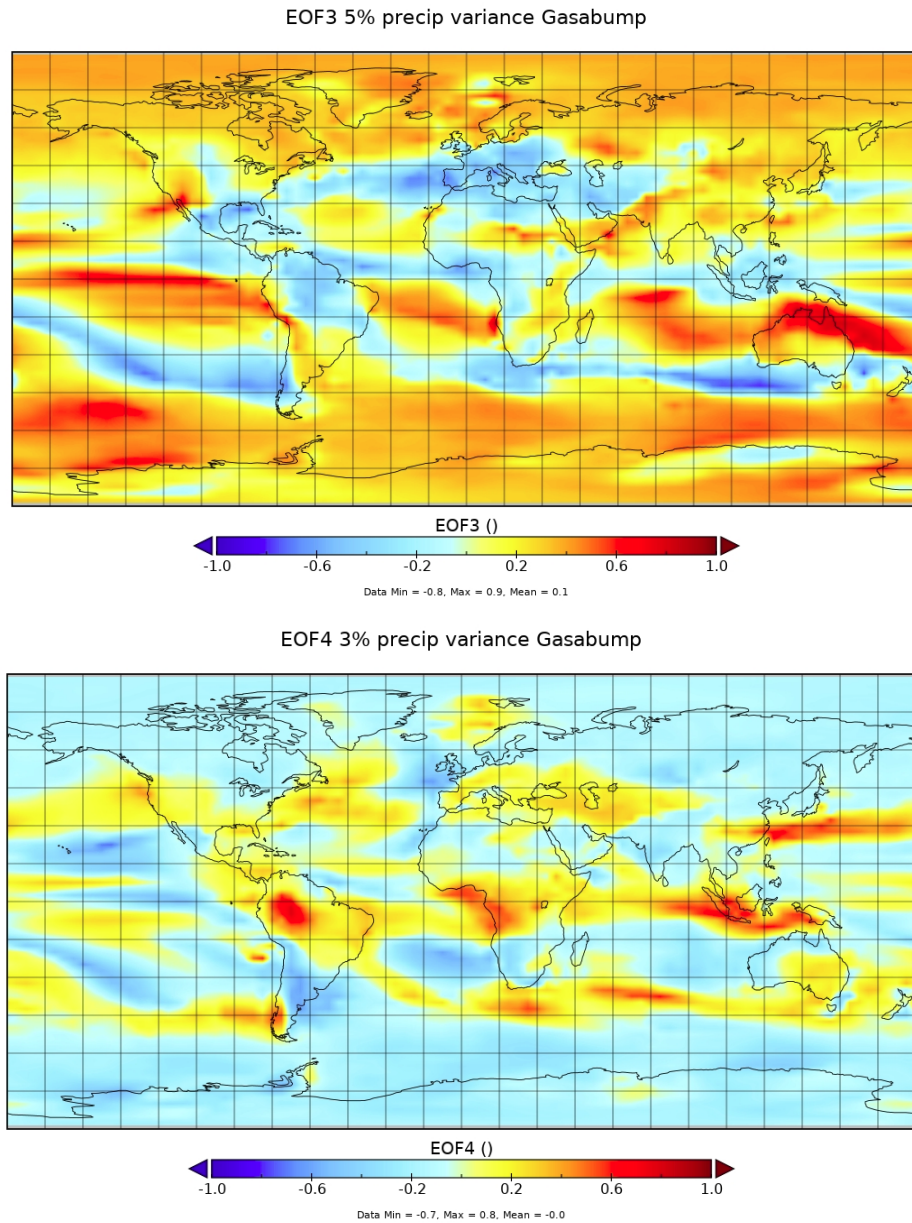 EOF3 5% precip variance Gasabump
EOF3 ()
-1.0 -0.6 -0.2 0.2 0.6 1.0
Data Min = -0.8, Max = 0.9, Mean = 0.1
EOF4 3% precip variance Gasabump
EOF4 ()
-1.0 -0.6 -0.2 0.2 0.6 1.0
Data Min = -0.7, Max = 0.8, Mean = -0.0